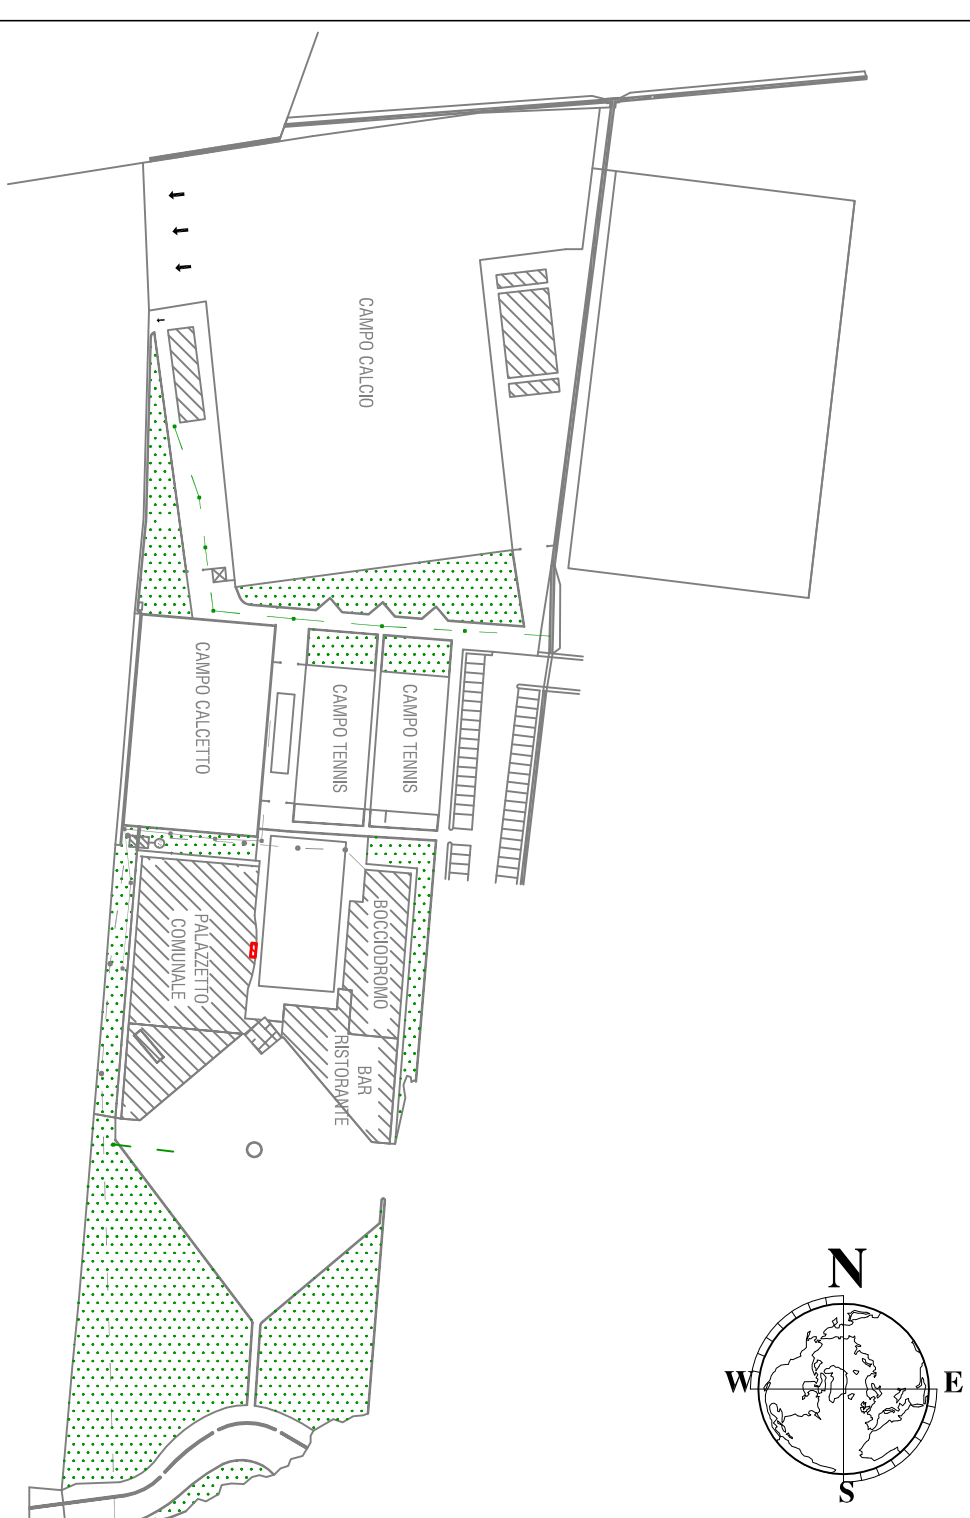 CAMPO CALCIO
CAMPO CALCETTO
CAMPO TENNIS
CAMPO TENNIS
PALAZZETTO
COMUNALE
BOCCIODROMO
BAR
RISTORANTE
N
W
E
S